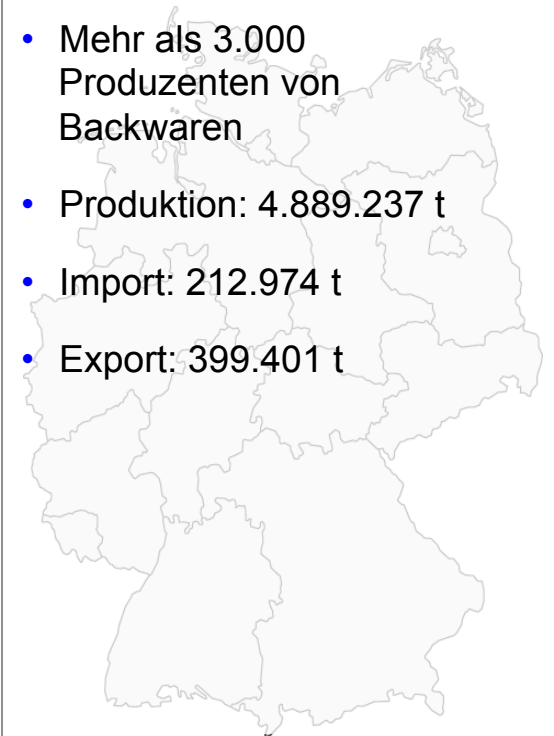 • Mehr als 3.000
Produzenten von
Backwaren
• Produktion: 4.889.237 t
• Import: 212.974 t
• Export: 399.401 t